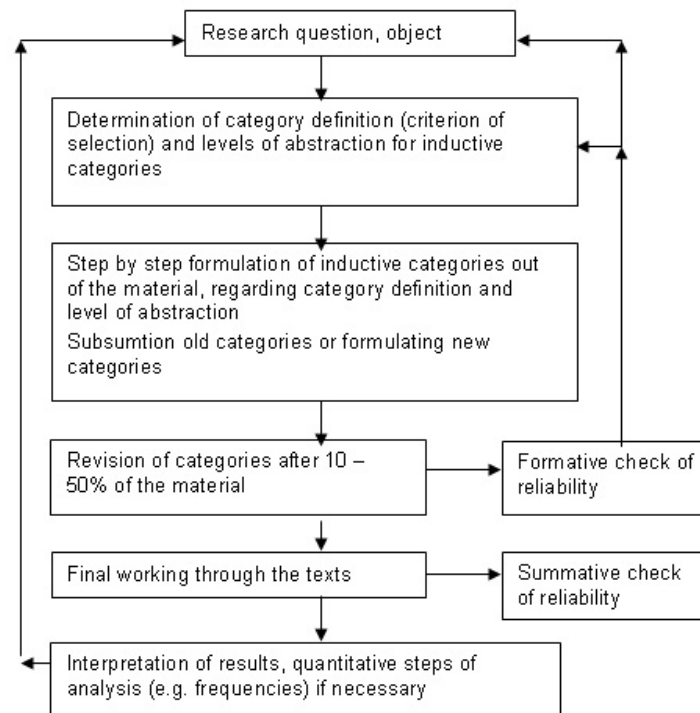 Research question, object
Determination of category definition (criterion of
selection) and levels of abstraction for inductive
categories
Step by step formulation of inductive categories out
of the material, regarding category definition and
level of abstraction
Subsumtion old categories or formulating new
categories
Revision of categories after 10 –
50% of the material
Formative check of
reliability
Final working through the texts
Summative check
of reliability
Interpretation of results, quantitative steps of
analysis (e.g. frequencies) if necessary